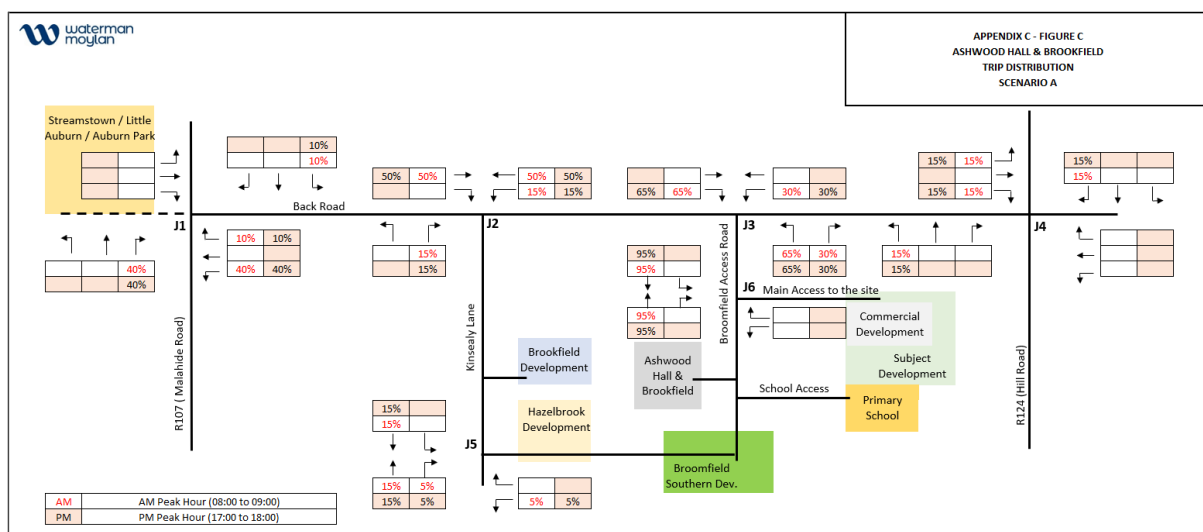 waterman
moylan
APPENDIX C - FIGURE C
ASHWOOD HALL & BROOKFIELD
TRIP DISTRIBUTION
SCENARIO A
Streamstown / Little
Auburn / Auburn Park
10%
10%
50% 50%
50% 50%
15% 15%
65% 65%
30% 30%
15% 15%
15% 15%
15%
15%
Back Road
J1
J2
J3
J4
40%
40%
10% 10%
40% 40%
15%
15%
95%
95%
95%
95%
65% 30%
65% 30%
15%
15%
J6
Main Access to the site
Commercial
Development
Subject
Development
R107 ( Malahide Road)
Kinsealy Lane
Broomfield Access Road
R124 (Hill Road)
Brookfield
Development
Ashwood
Hall &
Brookfield
School Access
Primary
School
Hazelbrook
Development
15%
15%
J5
15% 5%
15% 5%
5% 5%
Broomfield
Southern Dev.
AM AM Peak Hour (08:00 to 09:00)
PM PM Peak Hour (17:00 to 18:00)